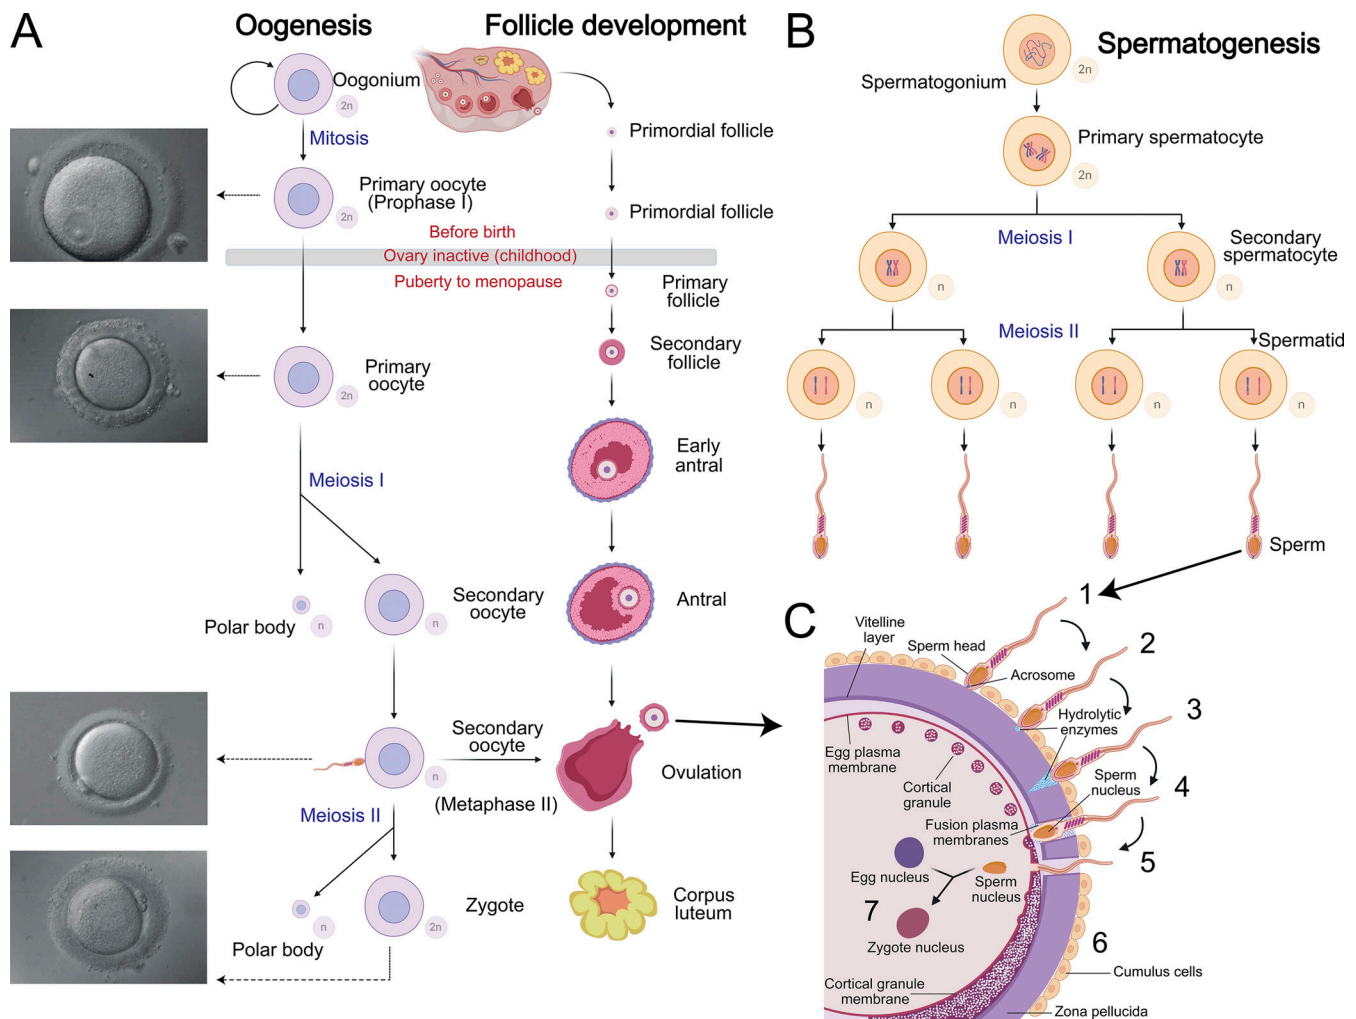 A
Oogenesis
Follicle development
Oogonium
2n
Mitosis
Primordial follicle
Primary oocyte
(Prophase I)
2n
Primordial follicle
Before birth
Ovary inactive (childhood)
Puberty to menopause
Primary
follicle
Secondary
follicle
Primary
oocyte
2n
Early
antral
Meiosis I
Polar body
n
Secondary
oocyte
n
Antral
Secondary
oocyte
n
(Metaphase II)
Ovulation
Meiosis II
Zygote
2n
Corpus
luteum
Polar body
n
B
Spermatogenesis
Spermatogonium
2n
Primary spermatocyte
2n
Meiosis I
Secondary
spermatocyte
n
n
Meiosis II
Spermatid
n
n
n
n
Sperm
C
1
Vitelline
layer
Sperm head
2
Acrosome
3
Hydrolytic
enzymes
Egg plasma
membrane
Cortical
granule
Sperm
nucleus
4
Fusion plasma
membranes
5
Egg nucleus
Sperm
nucleus
7
Zygote nucleus
6
Cumulus cells
Cortical granule
membrane
Zona pellucida